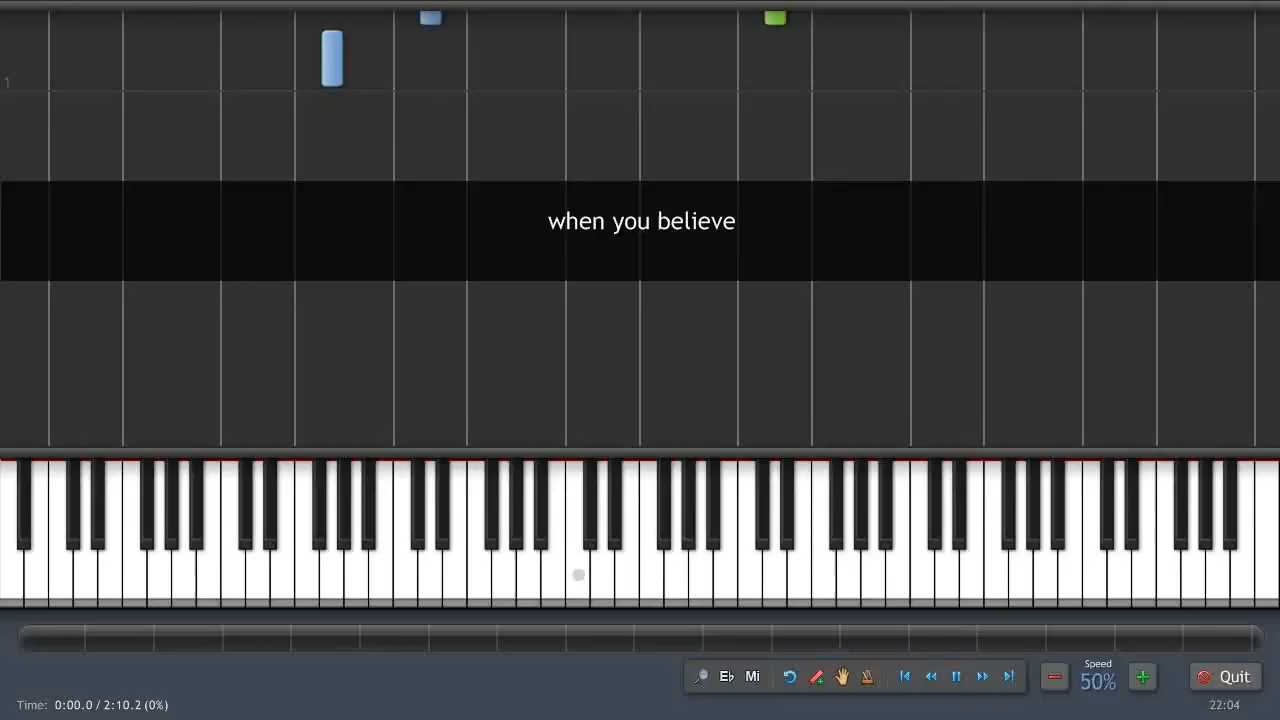 1
when you believe
E♭ Mi
Speed
50%
Quit
Time: 0:00.0 / 2:10.2 (0%)
22:04